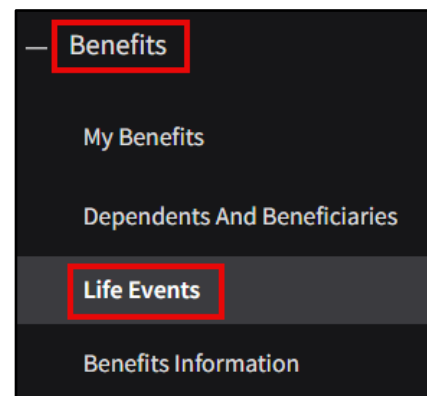 — Benefits
My Benefits
Dependents And Beneficiaries
Life Events
Benefits Information